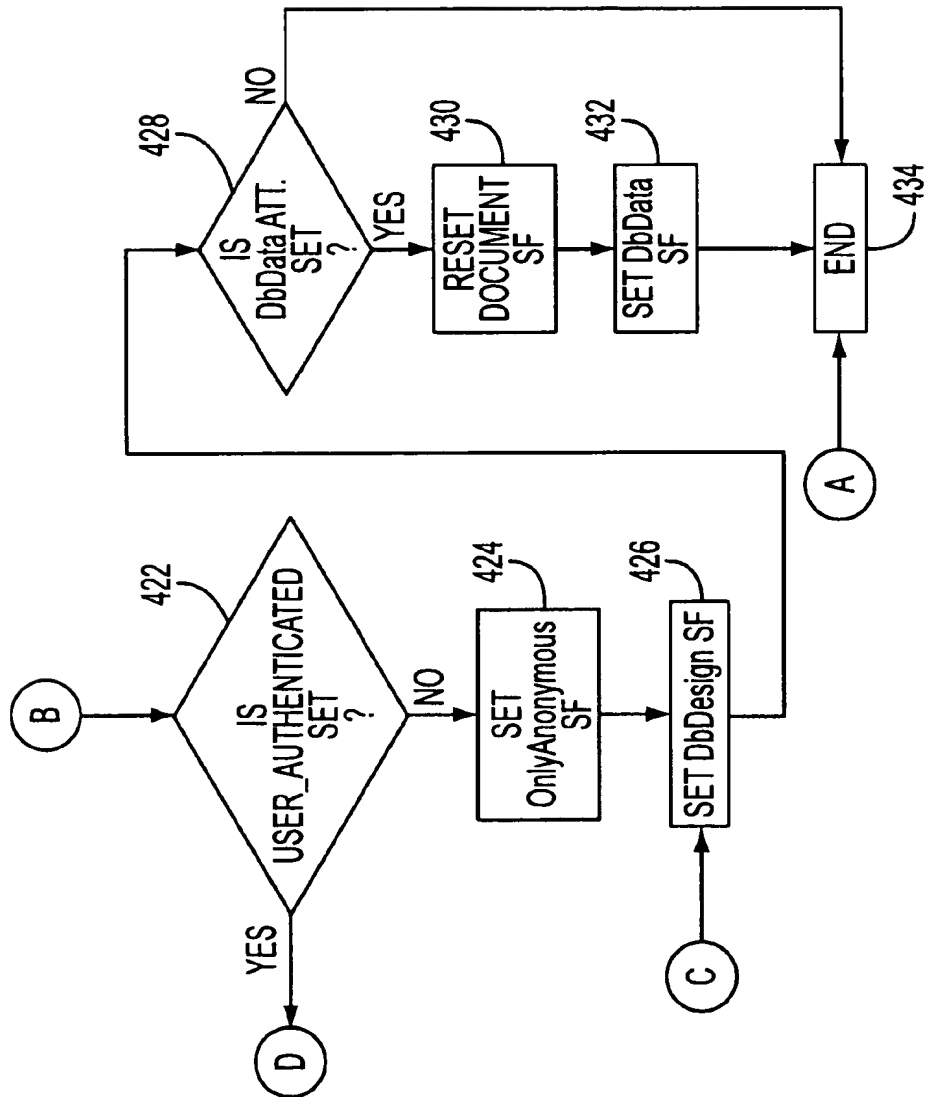 B
IS
USER_AUTHENTICATED
SET
?
422
YES
D
NO
SET
OnlyAnonymous
SF
424
C
SET DbDesign SF
426
IS
DbData ATT.
SET
?
428
NO
YES
RESET
DOCUMENT
SF
430
SET DbData
SF
432
A
END
434